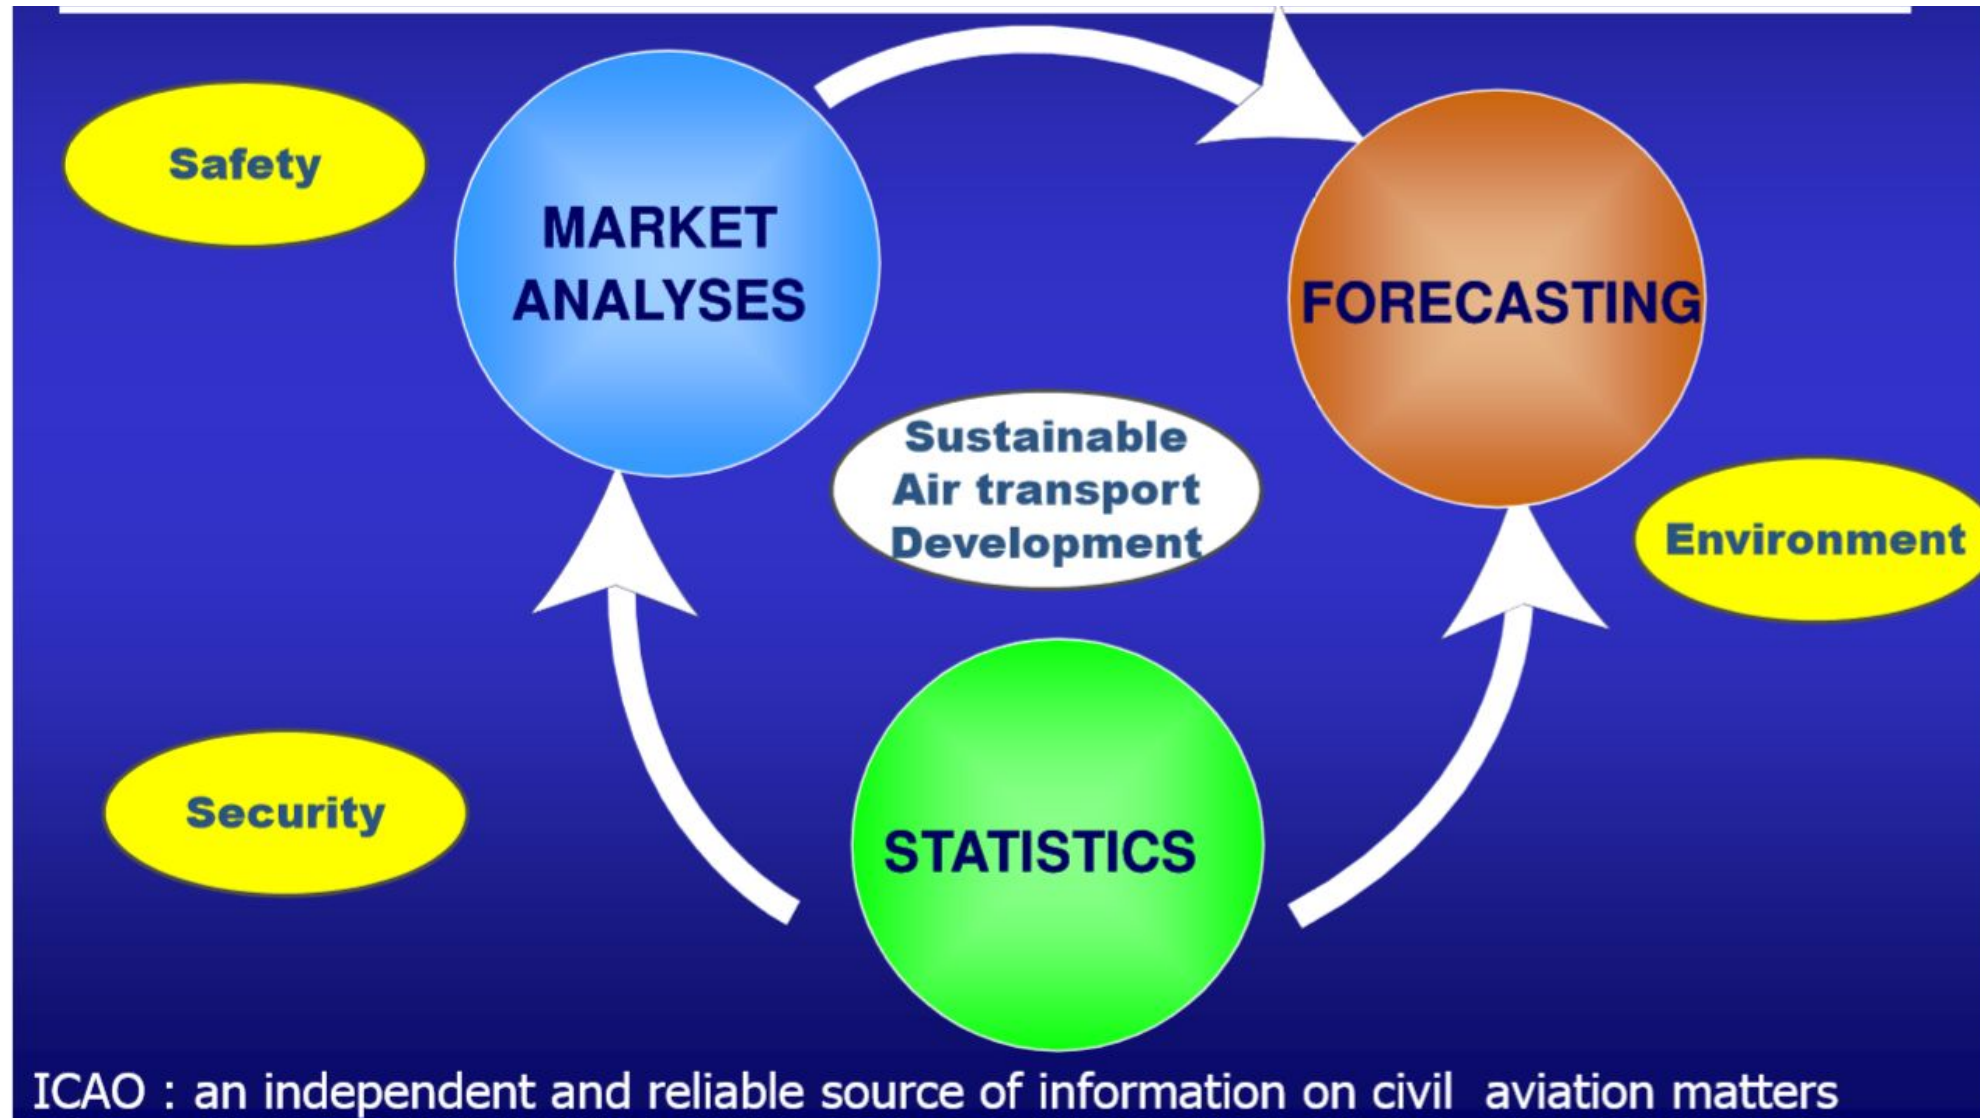 Safety
MARKET
ANALYSES
FORECASTING
Sustainable
Air transport
Development
Environment
Security
STATISTICS
ICAO : an independent and reliable source of information on civil  aviation matters